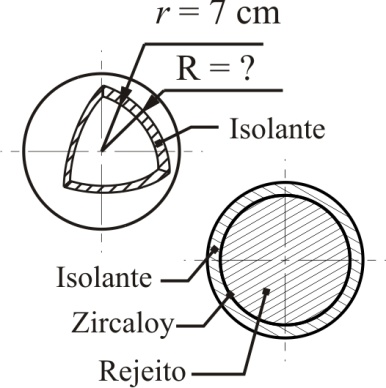 r = 7 cm
R = ?
Isolante
Isolante
Zircaloy
Rejeito